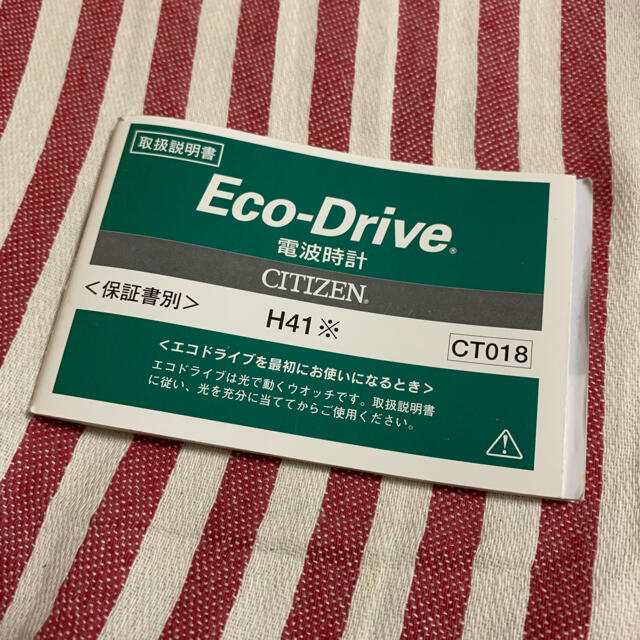 取扱説明書
Eco-Drive®
電波時計
CITIZEN®
<保証書別>
H41※
CT018
<エコドライブを最初にお使いになるとき>
エコドライブは光で動くウオッチです。取扱説明書
に従い、光を充分に当ててからご使用ください。